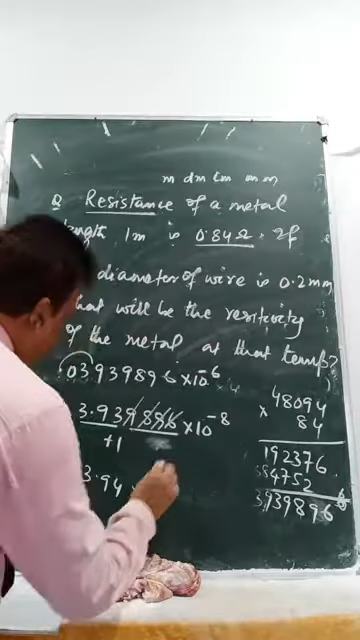 m dm cm mm
Q Resistance of a metal
length 1m is 0.84Ω. If
diameter of wire is 0.2mm
what will be the resitivity
of the metal at that temp?
.03939896 × 10⁻⁶
3.939896 × 10⁻⁸
+1
3.94
48094
× 84
192376
384752
3939896